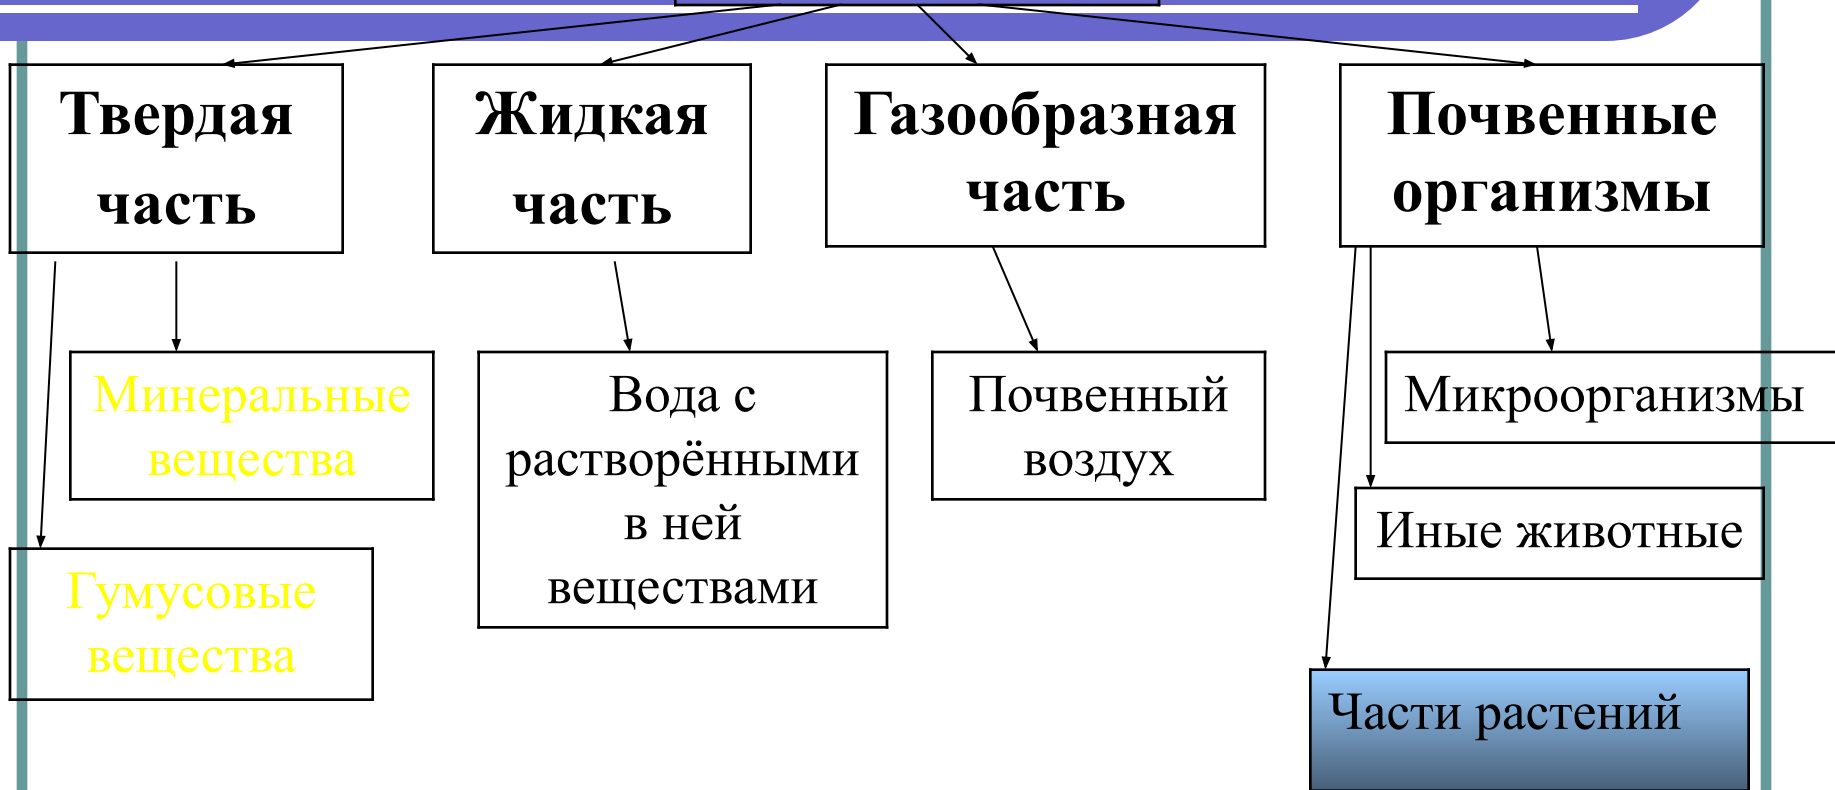 Твердая
часть
Жидкая
часть
Газообразная
часть
Почвенные
организмы
Минеральные
вещества
Вода с
растворёнными
в ней
веществами
Почвенный
воздух
Микроорганизмы
Иные животные
Гумусовые
вещества
Части растений